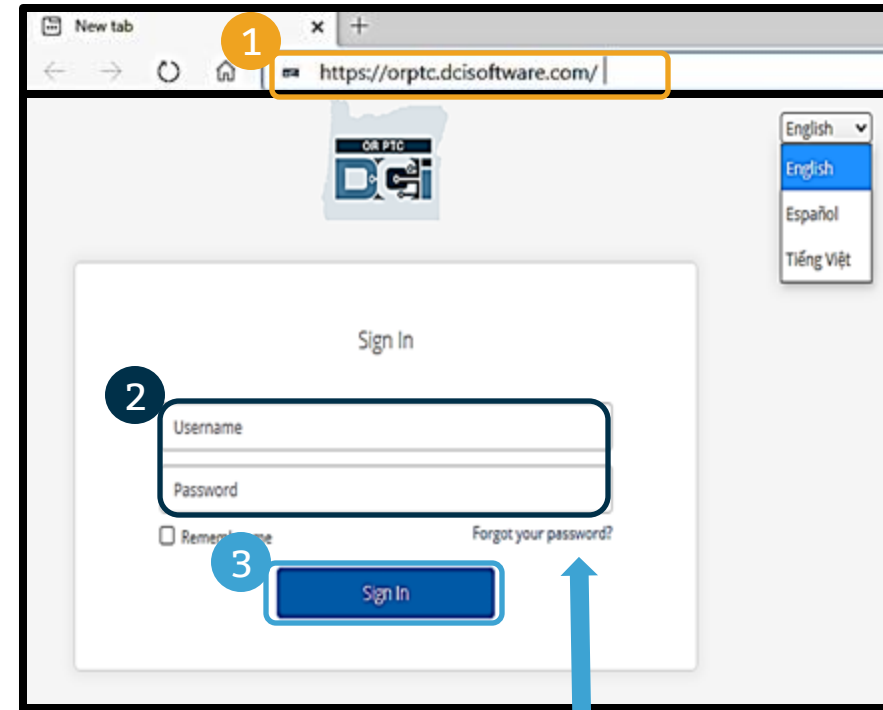 New tab
1
https://orptc.dcisoftware.com/
OR PTC
DCi
English
English
Español
Tiếng Việt
Sign In
2
Username
Password
Forgot your password?
3
Sign In